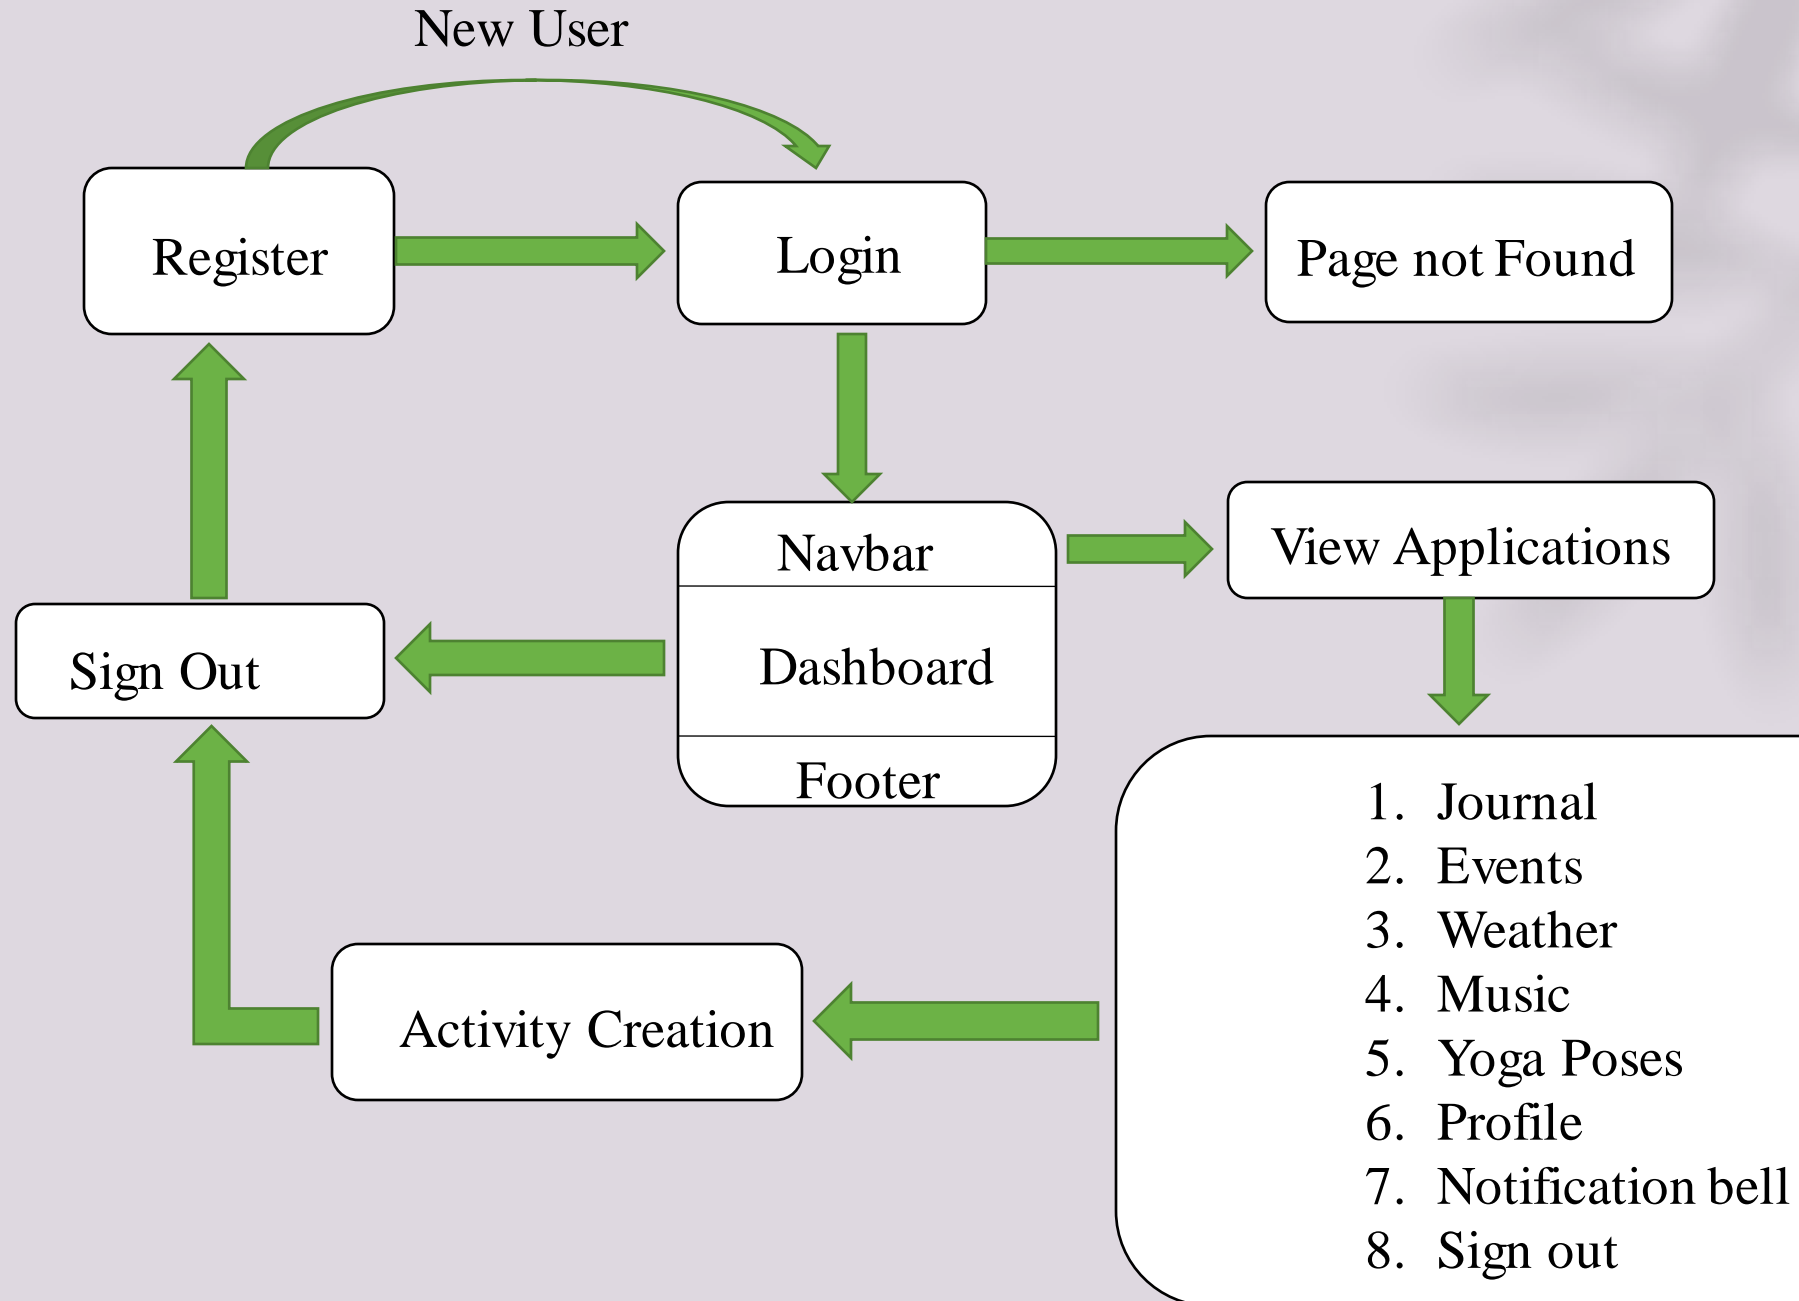 New User
Register
Login
Page not Found
Navbar
View Applications
Dashboard
Sign Out
Footer
1. Journal
2. Events
3. Weather
4. Music
5. Yoga Poses
6. Profile
7. Notification bell
8. Sign out
Activity Creation